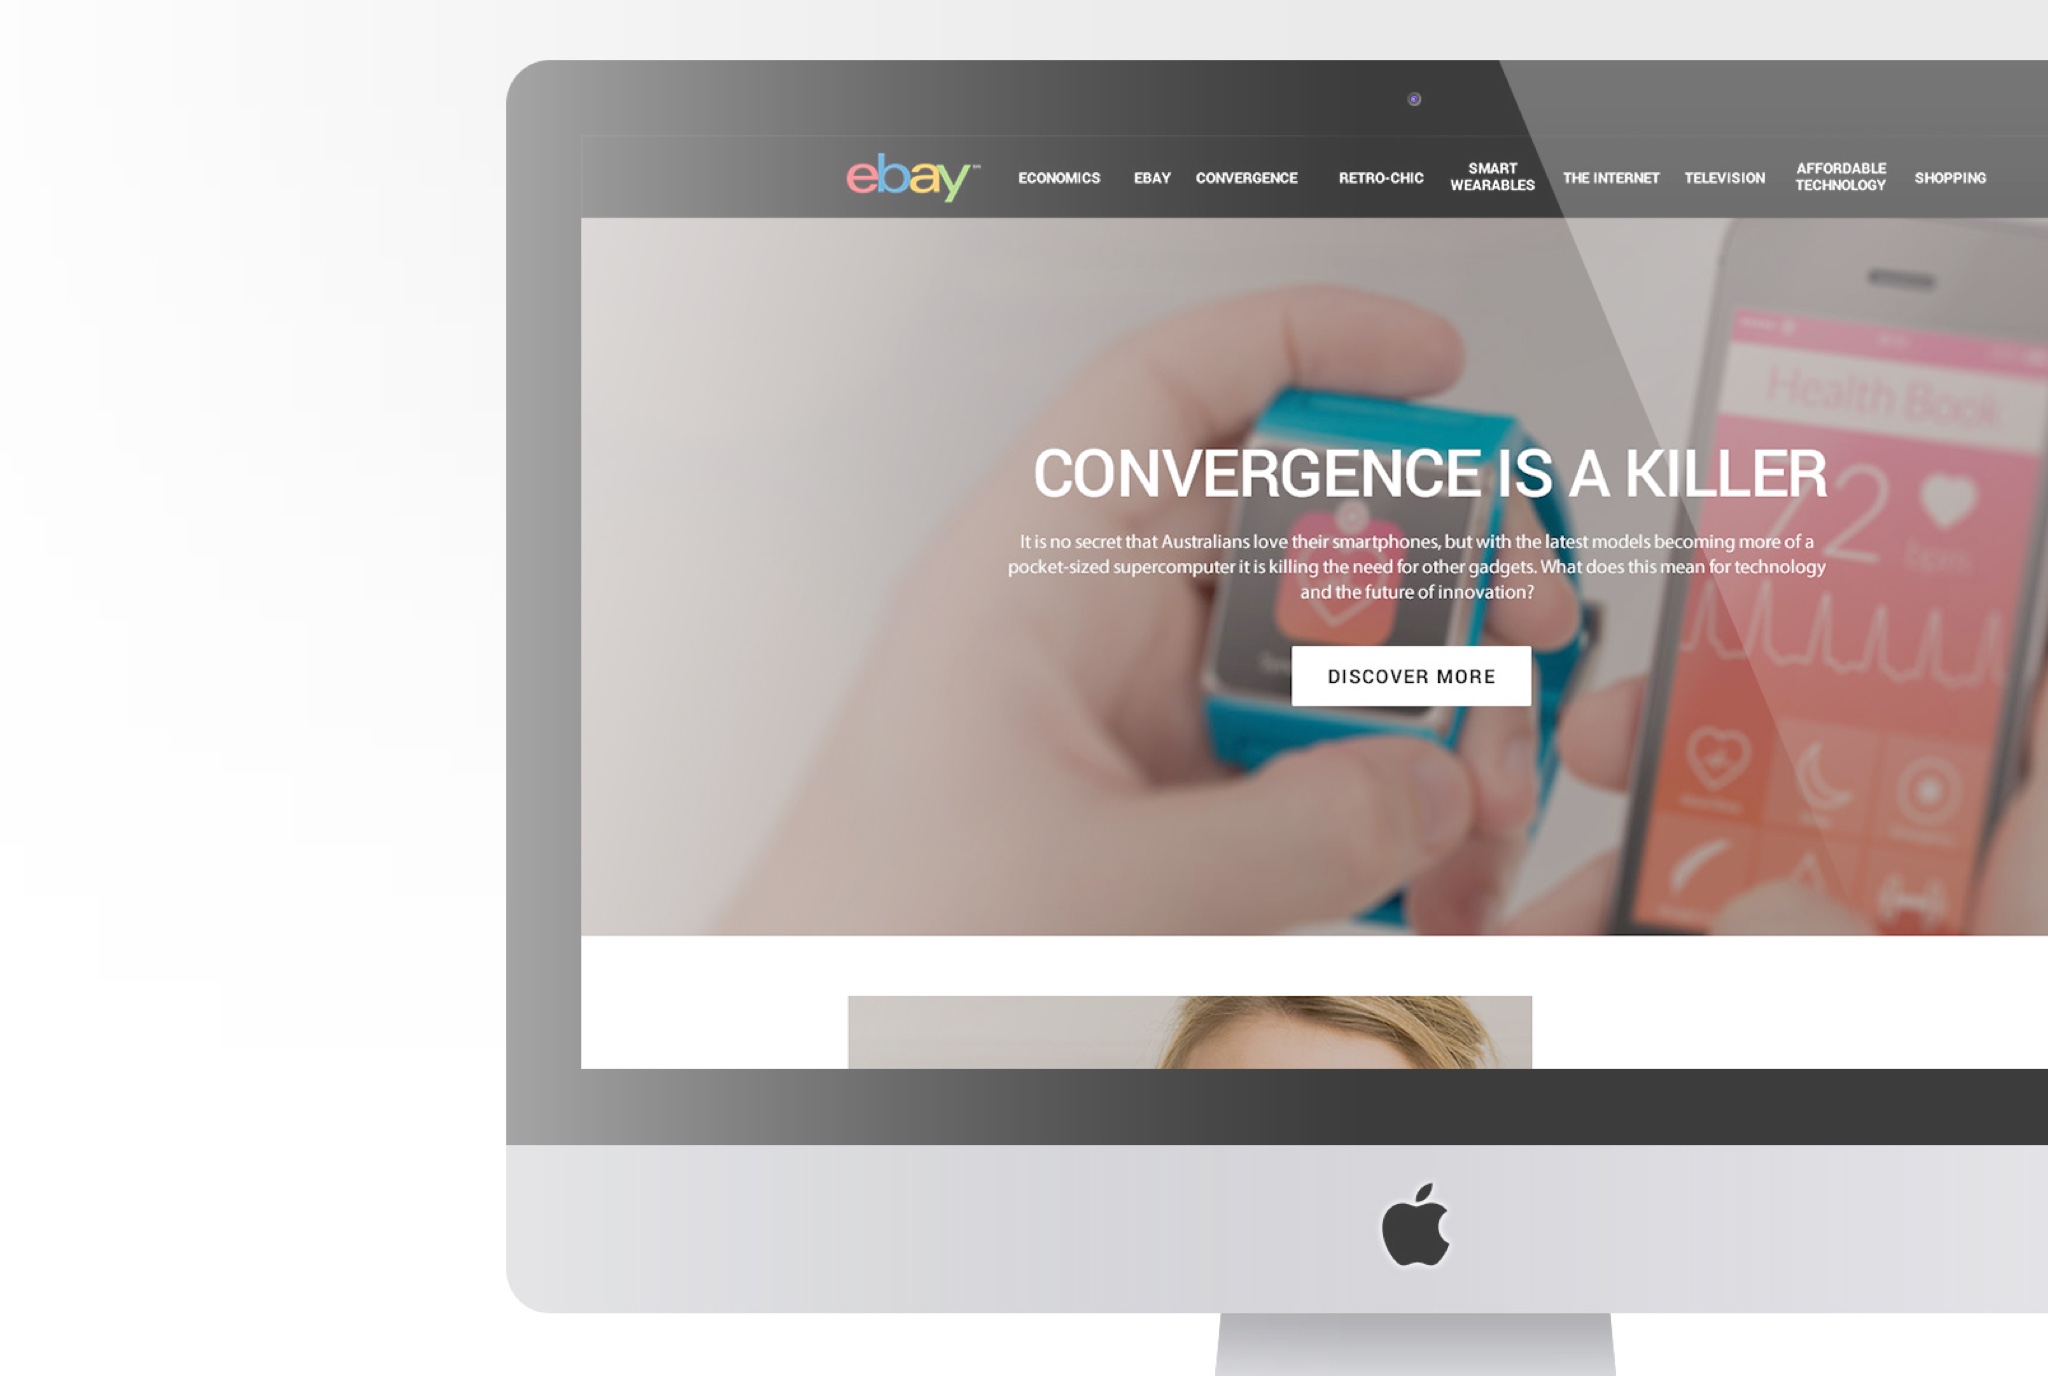 ebay
ECONOMICS
EBAY
CONVERGENCE
RETRO-CHIC
SMART
WEARABLES
THE INTERNET
TELEVISION
AFFORDABLE
TECHNOLOGY
SHOPPING
Health Book
CONVERGENCE IS A KILLER
72
bpm
It is no secret that Australians love their smartphones, but with the latest models becoming more of a
pocket-sized supercomputer it is killing the need for other gadgets. What does this mean for technology
and the future of innovation?
DISCOVER MORE